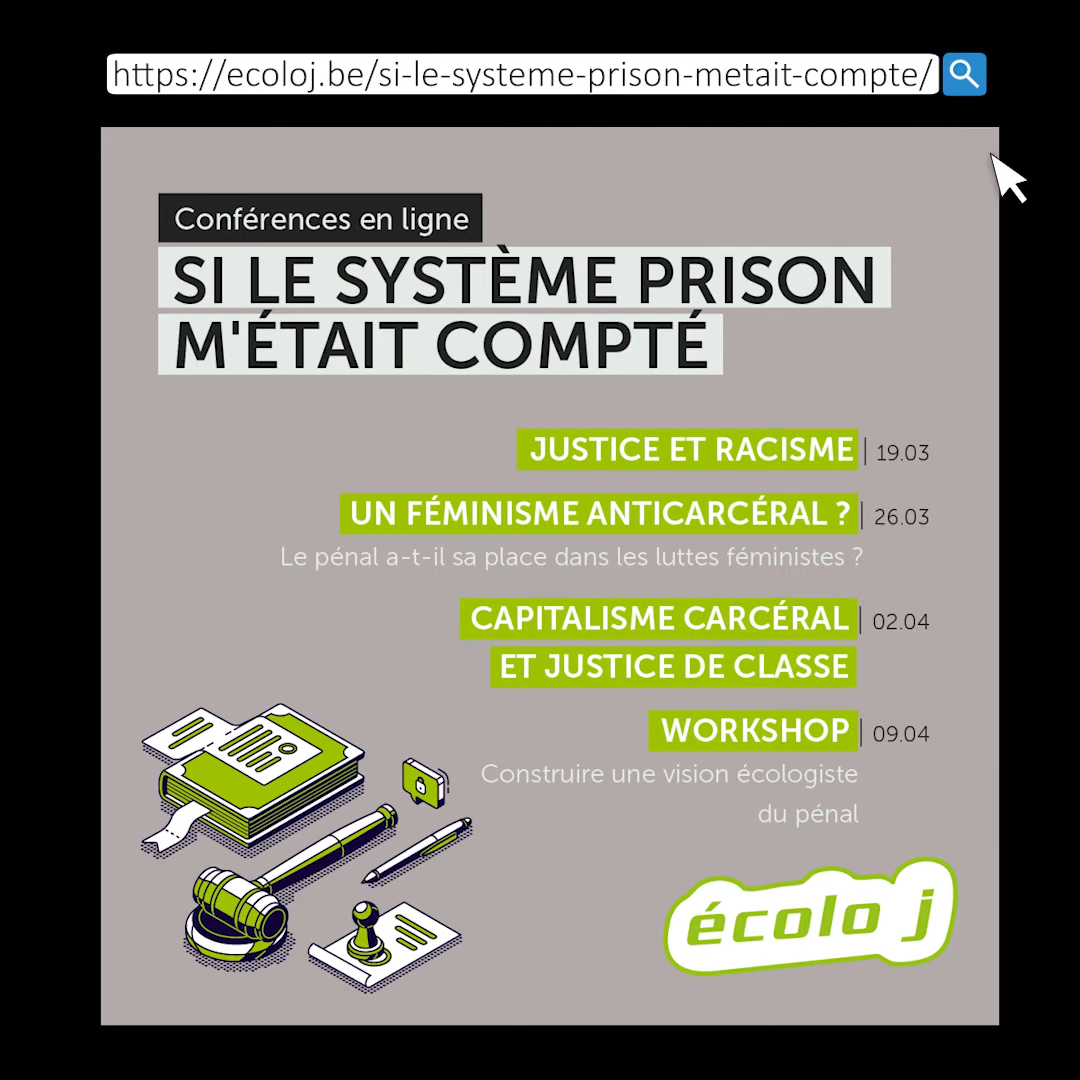 https://ecoloj.be/si-le-systeme-prison-metait-compte/
Conférences en ligne
SI LE SYSTÈME PRISON
M'ÉTAIT COMPTÉ
JUSTICE ET RACISME | 19.03
UN FÉMINISME ANTICARCÉRAL ? | 26.03
Le pénal a-t-il sa place dans les luttes féministes ?
CAPITALISME CARCÉRAL | 02.04
ET JUSTICE DE CLASSE
WORKSHOP | 09.04
Construire une vision écologiste
du pénal
écolo j